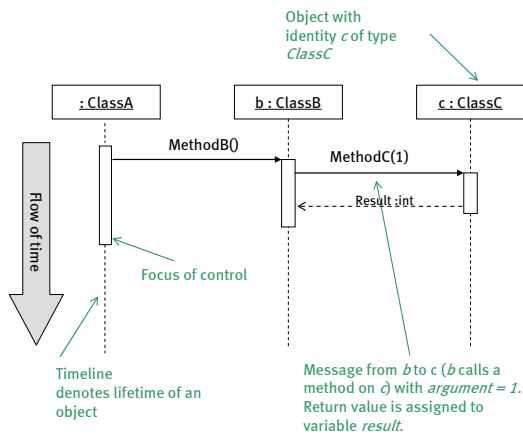 Object with
identity c of type
ClassC
: ClassA
b : ClassB
c : ClassC
MethodB()
MethodC(1)
Result :int
Flow of time
Focus of control
Timeline
denotes lifetime of an
object
Message from b to c (b calls a
method on c) with argument = 1.
Return value is assigned to
variable result.